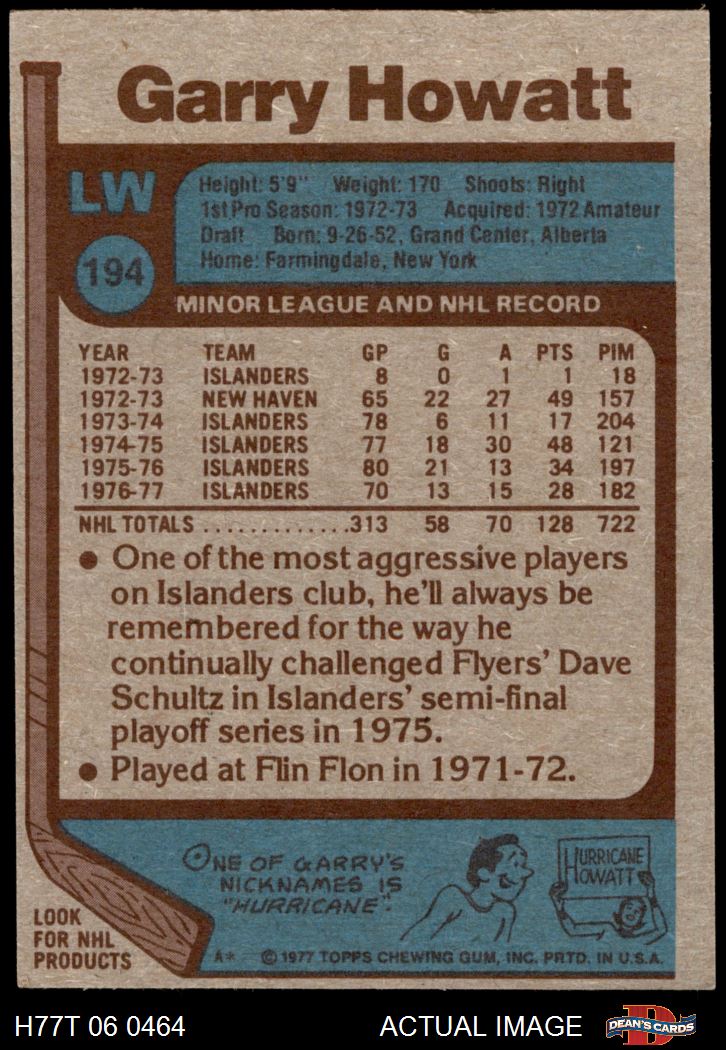 Garry Howatt
LW
194
Height: 5'9" Weight: 170 Shoots: Right
1st Pro Season: 1972-73 Acquired: 1972 Amateur
Draft Born: 9-26-52, Grand Center, Alberta
Home: Farmingdale, New York
MINOR LEAGUE AND NHL RECORD
YEAR TEAM GP G A PTS PIM
1972-73 ISLANDERS 8 0 1 1 18
1972-73 NEW HAVEN 65 22 27 49 157
1973-74 ISLANDERS 78 6 11 17 204
1974-75 ISLANDERS 77 18 30 48 121
1975-76 ISLANDERS 80 21 13 34 197
1976-77 ISLANDERS 70 13 15 28 182
NHL TOTALS .............313 58 70 128 722
• One of the most aggressive players
on Islanders club, he'll always be
remembered for the way he
continually challenged Flyers' Dave
Schultz in Islanders' semi-final
playoff series in 1975.
• Played at Flin Flon in 1971-72.
ONE OF GARRY'S
NICKNAMES IS
"HURRICANE".
HURRICANE
HOWATT
LOOK
FOR NHL
PRODUCTS
A* ©1977 TOPPS CHEWING GUM, INC. PRTD. IN U.S.A.
H77T 06 0464 ACTUAL IMAGE
D
DEAN'S CARDS